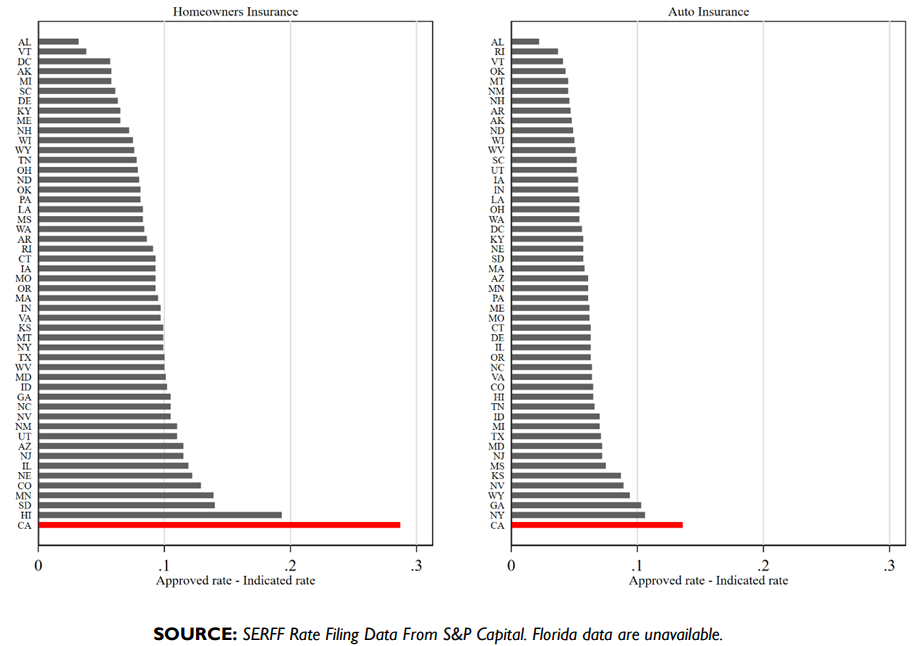 Homeowners Insurance
AL
VT
DC
AK
MI
SC
DE
KY
ME
NH
WI
WY
TN
OH
ND
OK
PA
LA
MS
WA
AR
RI
CT
IA
MO
OR
MA
IN
VA
KS
MT
NY
TX
WV
MD
ID
GA
NC
NV
NM
UT
AZ
NJ
IL
NE
CO
MN
SD
HI
CA
0 .1 .2 .3
Approved rate - Indicated rate
Auto Insurance
AL
RI
VT
OK
MT
NM
NH
AR
AK
ND
WI
WV
SC
UT
IA
IN
LA
OH
WA
DC
KY
NE
SD
MA
AZ
MN
PA
ME
MO
CT
DE
IL
OR
NC
VA
CO
HI
TN
ID
MI
TX
MD
NJ
MS
KS
NV
WY
GA
NY
CA
0 .1 .2 .3
Approved rate - Indicated rate
SOURCE: SERFF Rate Filing Data From S&P Capital. Florida data are unavailable.